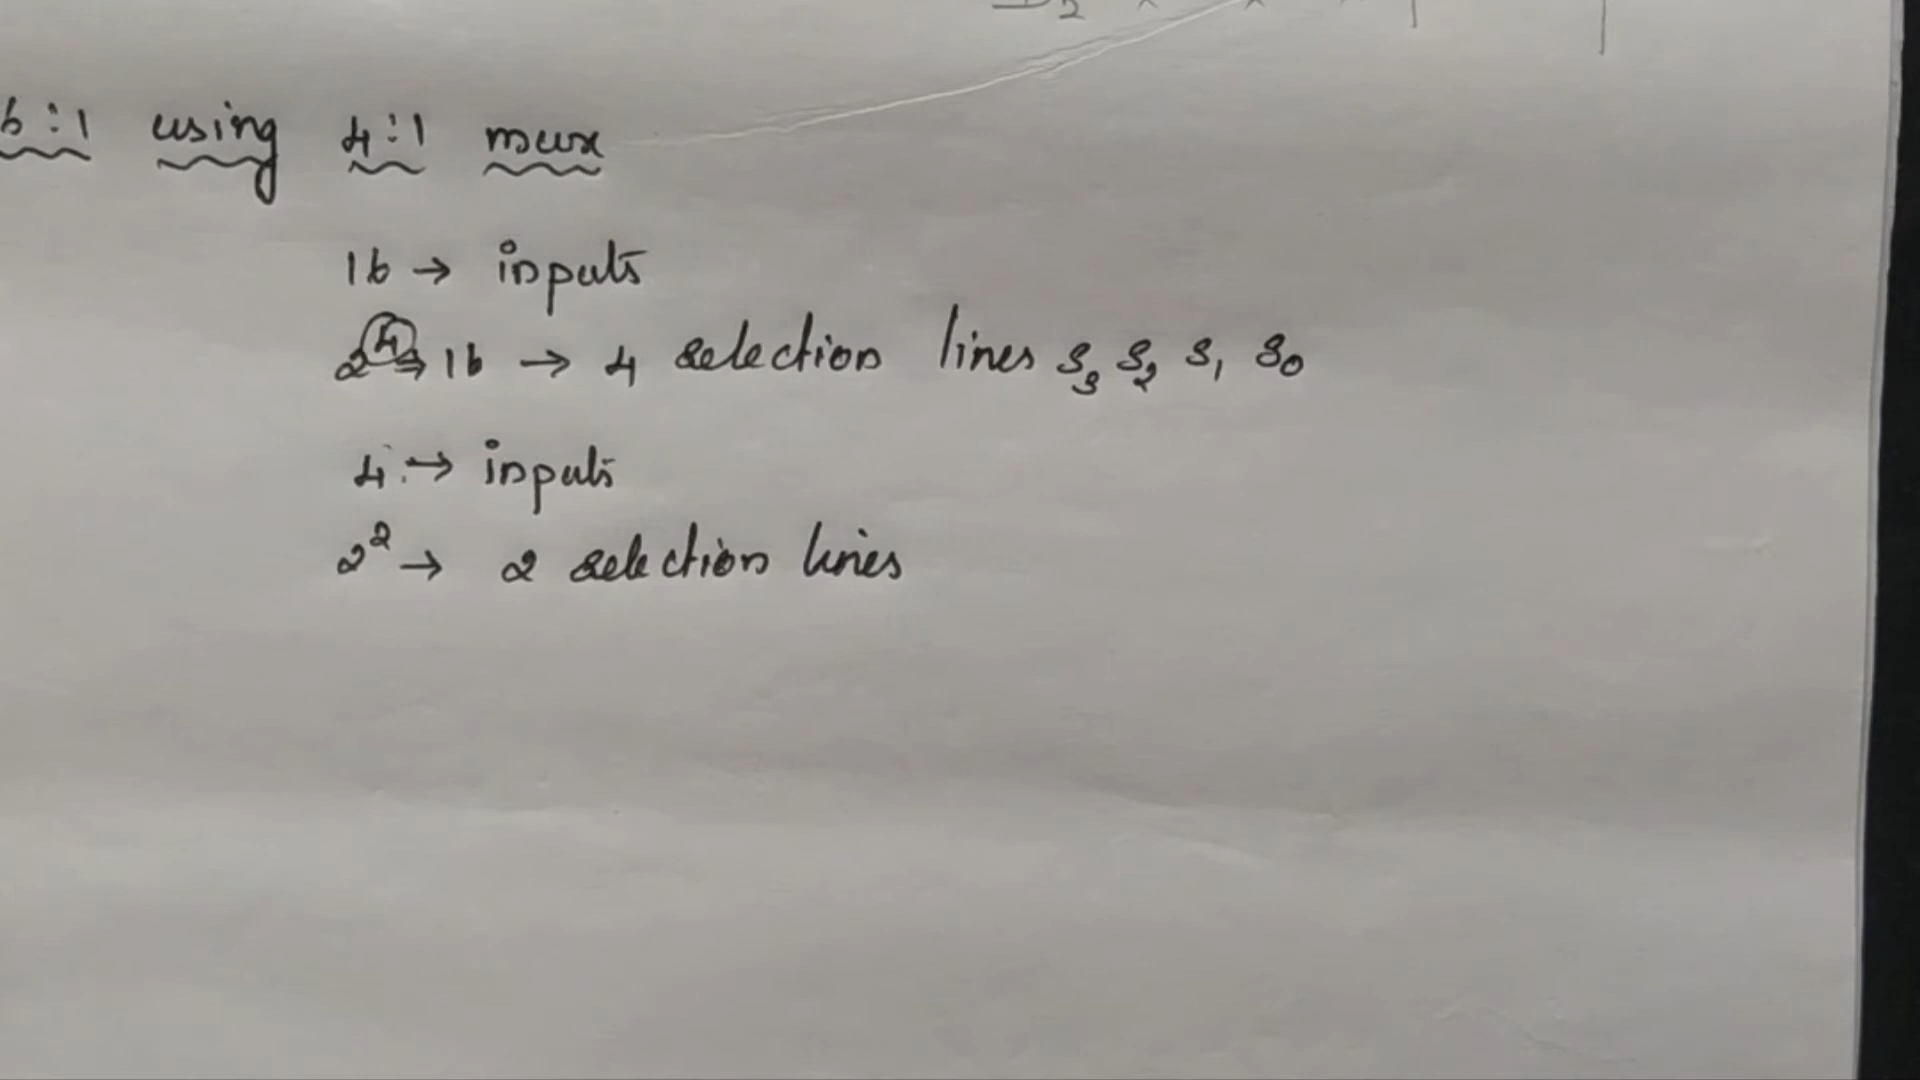 6:1 using 4:1 mux
16 → inputs
2⁴ ⇒ 16 → 4 selection lines S₃ S₂ S₁ S₀
4 → inputs
2² → 2 selection lines